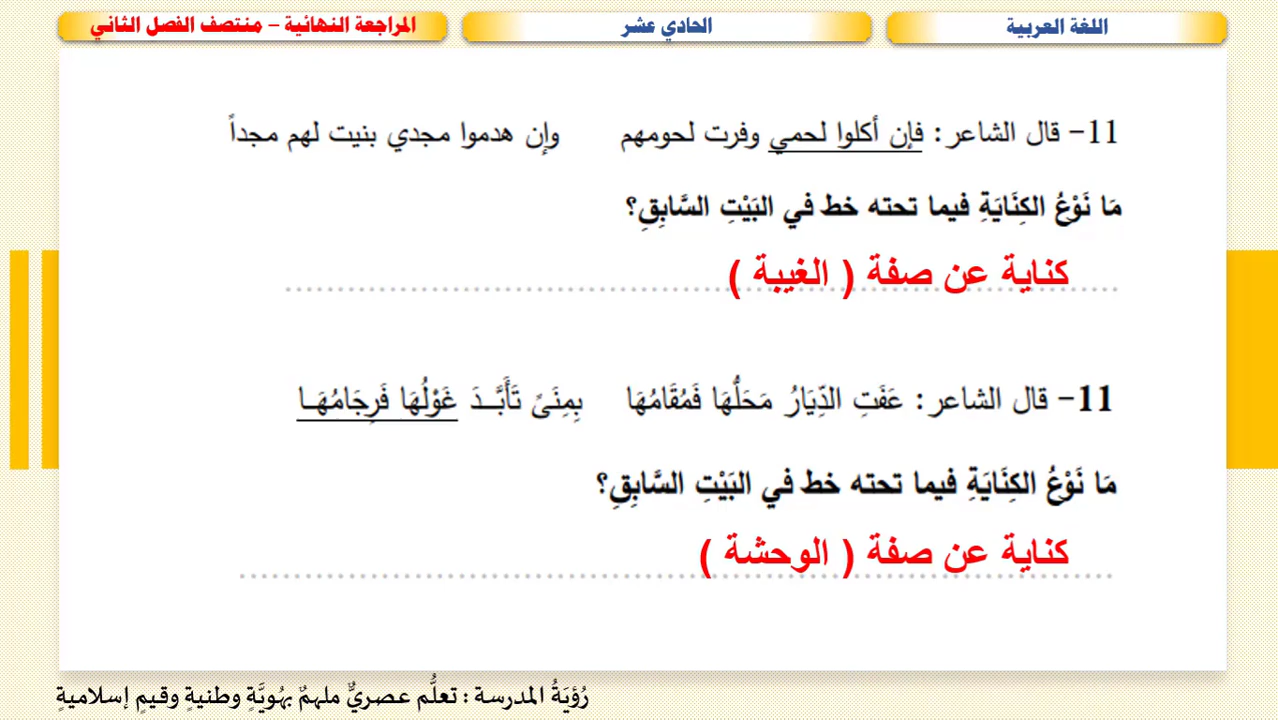 اللغة العربية
الحادي عشر
المراجعة النهائية – منتصف الفصل الثاني
11- قال الشاعر : فإن أكلوا لحمي وفرت لحومهم وإن هدموا مجدي بنيت لهم مجداً
مَا نَوْعُ الكِنَايَةِ فيما تحته خط في البَيْتِ السَّابِقِ؟
كناية عن صفة ( الغيبة )
11- قال الشاعر : عَفَتِ الدِّيَارُ مَحَلُّهَا فَمُقَامُهَا بِمِنَىً تَأَبَّـدَ غَوْلُهَا فَرِجَامُهَـا
مَا نَوْعُ الكِنَايَةِ فيما تحته خط في البَيْتِ السَّابِقِ؟
كناية عن صفة ( الوحشة )
رُؤيَةُ المدرسة : تعلُّم عصريٌّ ملهمٌ بهُويَّةٍ وطنيةٍ وقيمٍ إسلاميةٍ